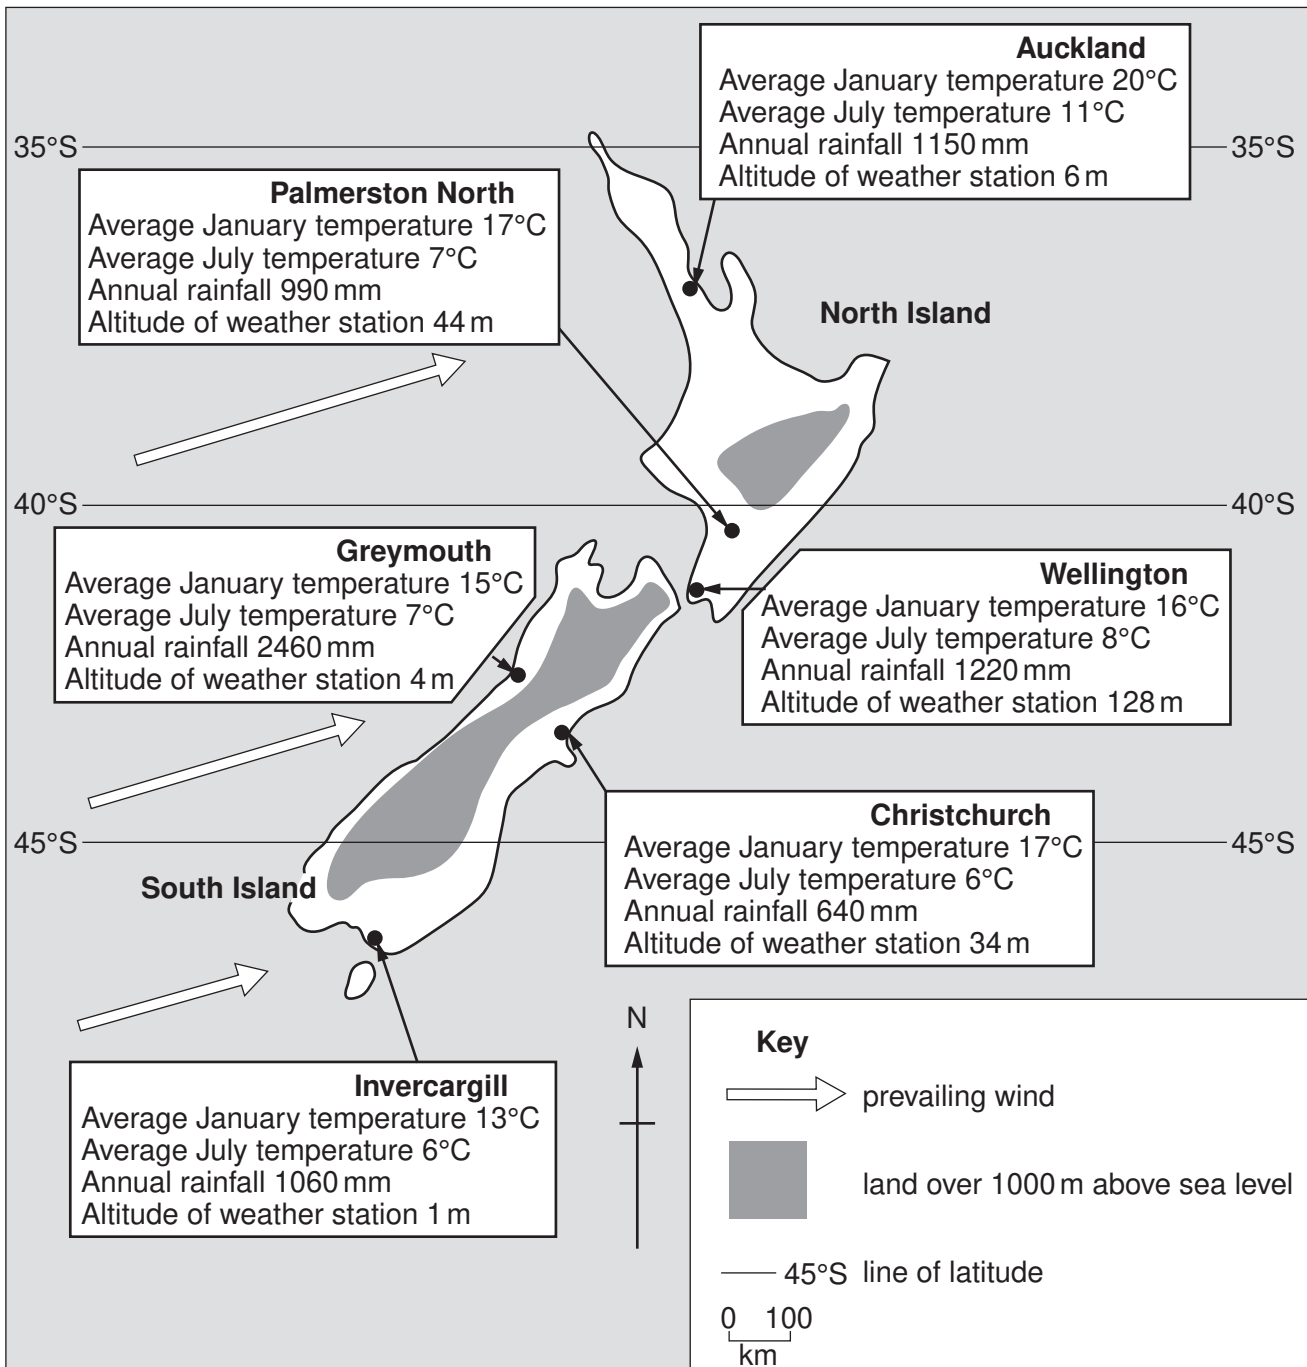 Auckland
Average January temperature 20°C
Average July temperature 11°C
Annual rainfall 1150 mm
Altitude of weather station 6 m
35°S
35°S
Palmerston North
Average January temperature 17°C
Average July temperature 7°C
Annual rainfall 990 mm
Altitude of weather station 44 m
North Island
40°S
40°S
Greymouth
Average January temperature 15°C
Average July temperature 7°C
Annual rainfall 2460 mm
Altitude of weather station 4 m
Wellington
Average January temperature 16°C
Average July temperature 8°C
Annual rainfall 1220 mm
Altitude of weather station 128 m
Christchurch
Average January temperature 17°C
Average July temperature 6°C
Annual rainfall 640 mm
Altitude of weather station 34 m
45°S
45°S
South Island
Invercargill
Average January temperature 13°C
Average July temperature 6°C
Annual rainfall 1060 mm
Altitude of weather station 1 m
N
Key
prevailing wind
land over 1000 m above sea level
45°S line of latitude
0 100
km